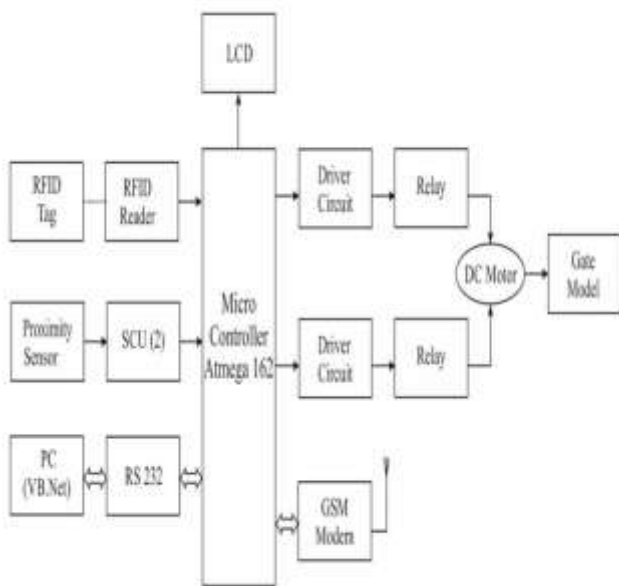 LCD
RFID
Tag
RFID
Reader
Driver
Circuit
Relay
DC Motor
Gate
Model
Micro
Controller
Atmega 162
Proximity
Sensor
SCU (2)
Driver
Circuit
Relay
PC
(VB.Net)
RS 232
GSM
Modem